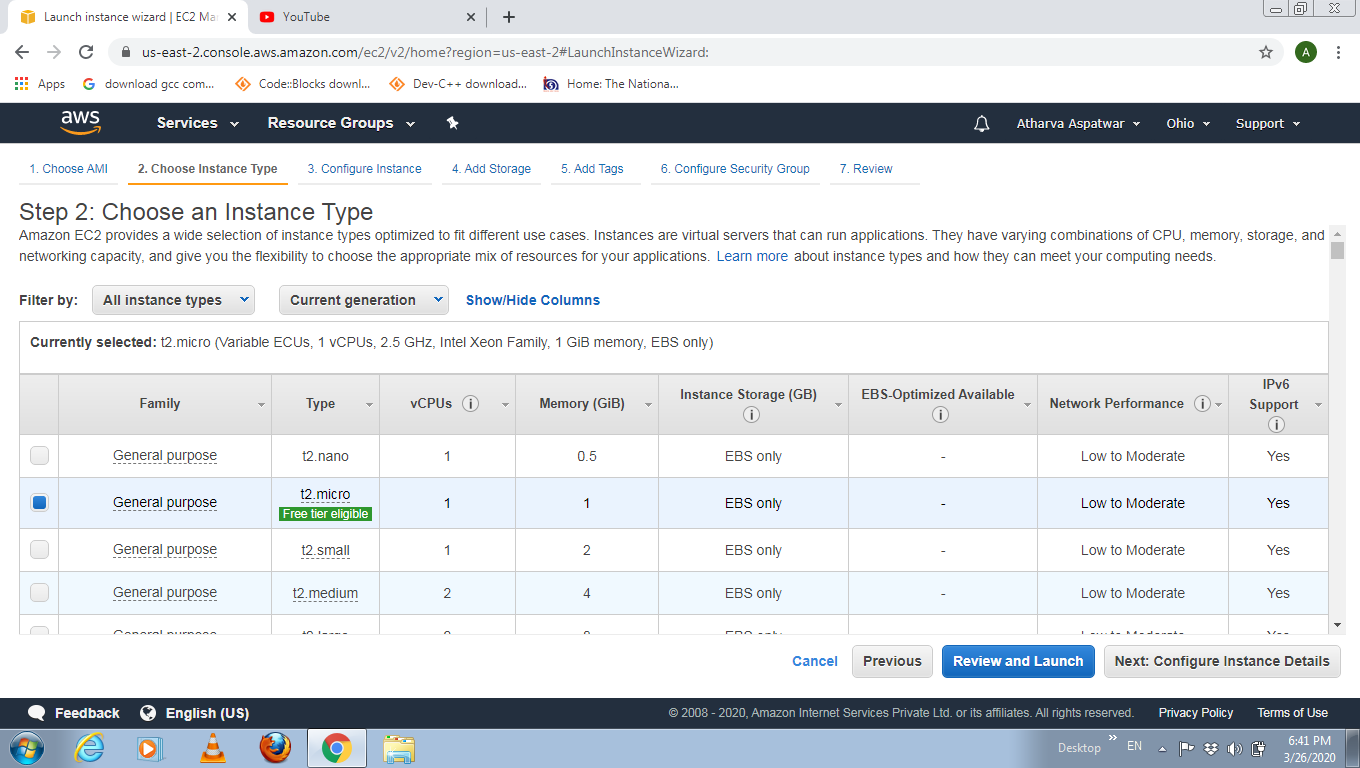 Launch instance wizard | EC2 Ma
YouTube
us-east-2.console.aws.amazon.com/ec2/v2/home?region=us-east-2#LaunchInstanceWizard:
A
Apps
download gcc com...
Code::Blocks downl...
Dev-C++ download...
Home: The Nationa...
aws
Services
Resource Groups
Atharva Aspatwar
Ohio
Support
1. Choose AMI
2. Choose Instance Type
3. Configure Instance
4. Add Storage
5. Add Tags
6. Configure Security Group
7. Review
Step 2: Choose an Instance Type
Amazon EC2 provides a wide selection of instance types optimized to fit different use cases. Instances are virtual servers that can run applications. They have varying combinations of CPU, memory, storage, and
networking capacity, and give you the flexibility to choose the appropriate mix of resources for your applications. Learn more about instance types and how they can meet your computing needs.
Filter by: All instance types Current generation Show/Hide Columns
Currently selected: t2.micro (Variable ECUs, 1 vCPUs, 2.5 GHz, Intel Xeon Family, 1 GiB memory, EBS only)
Family
Type
vCPUs
Memory (GiB)
Instance Storage (GB)
EBS-Optimized Available
Network Performance
IPv6
Support
General purpose t2.nano 1 0.5 EBS only - Low to Moderate Yes
General purpose t2.micro 1 1 EBS only - Low to Moderate Yes
Free tier eligible
General purpose t2.small 1 2 EBS only - Low to Moderate Yes
General purpose t2.medium 2 4 EBS only - Low to Moderate Yes
Cancel
Previous
Review and Launch
Next: Configure Instance Details
Feedback
English (US)
© 2008 - 2020, Amazon Internet Services Private Ltd. or its affiliates. All rights reserved.
Privacy Policy
Terms of Use
Desktop
EN
6:41 PM
3/26/2020